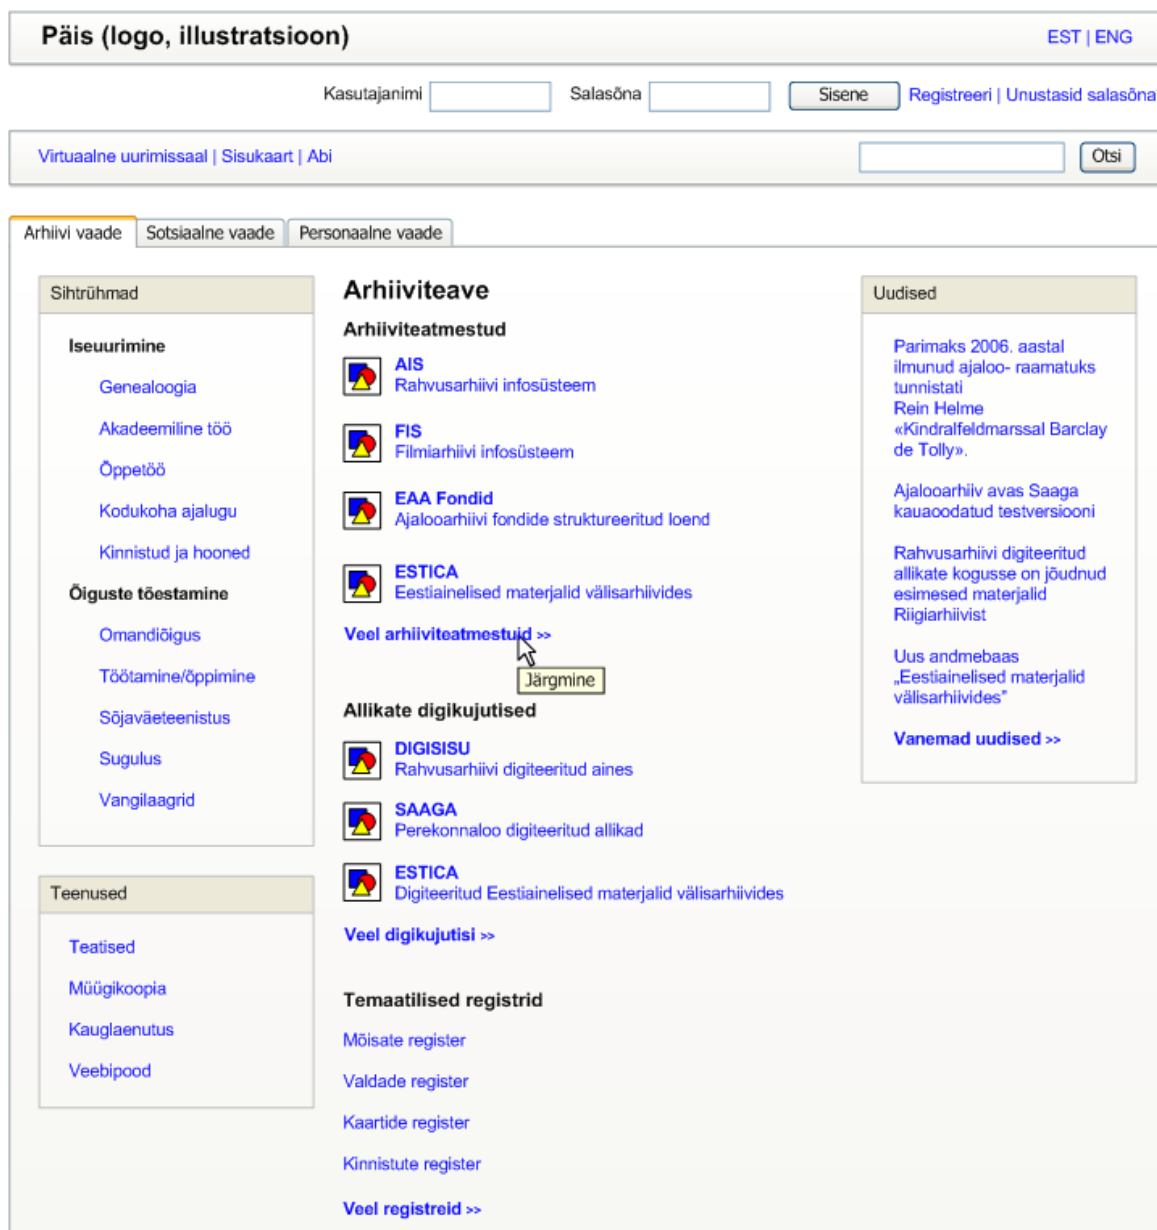 Päis (logo, illustratsioon)
EST | ENG
Kasutajanimi
Salasõna
Sisene
Registreeri | Unustasid salasõna
Virtuaalne uurimissaal | Sisukaart | Abi
Otsi
Arhiivi vaade
Sotsiaalne vaade
Personaalne vaade
Sihtrühmad
Iseuurimine
Genealoogia
Akadeemiline töö
Õppetöö
Kodukoha ajalugu
Kinnistud ja hooned
Õiguste tõestamine
Omandiõigus
Töötamine/õppimine
Sõjaväeteenistus
Sugulus
Vangilaagrid
Teenused
Teatised
Müügikoopia
Kauglaenutus
Veebipood
Arhiiviteave
Arhiiviteatmestud
AIS
Rahvusarhiivi infosüsteem
FIS
Filmiarhiivi infosüsteem
EAA Fondid
Ajalooarhiivi fondide struktureeritud loend
ESTICA
Eestiainelised materjalid välisarhiivides
Veel arhiiviteatmestuid >>
Järgmine
Allikate digikujutised
DIGISISU
Rahvusarhiivi digiteeritud aines
SAAGA
Perekonnaloo digiteeritud allikad
ESTICA
Digiteeritud Eestiainelised materjalid välisarhiivides
Veel digikujutisi >>
Temaatilised registrid
Mõisate register
Valdade register
Kaartide register
Kinnistute register
Veel registreid >>
Uudised
Parimaks 2006. aastal
ilmunud ajaloo- raamatuks
tunnistati
Rein Helme
«Kindralfeldmarssal Barclay
de Tolly».
Ajalooarhiiv avas Saaga
kauaoodatud testversiooni
Rahvusarhiivi digiteeritud
allikate kogusse on jõudnud
esimesed materjalid
Riigiarhiivist
Uus andmebaas
„Eestiainelised materjalid
välisarhiivides”
Vanemad uudised >>